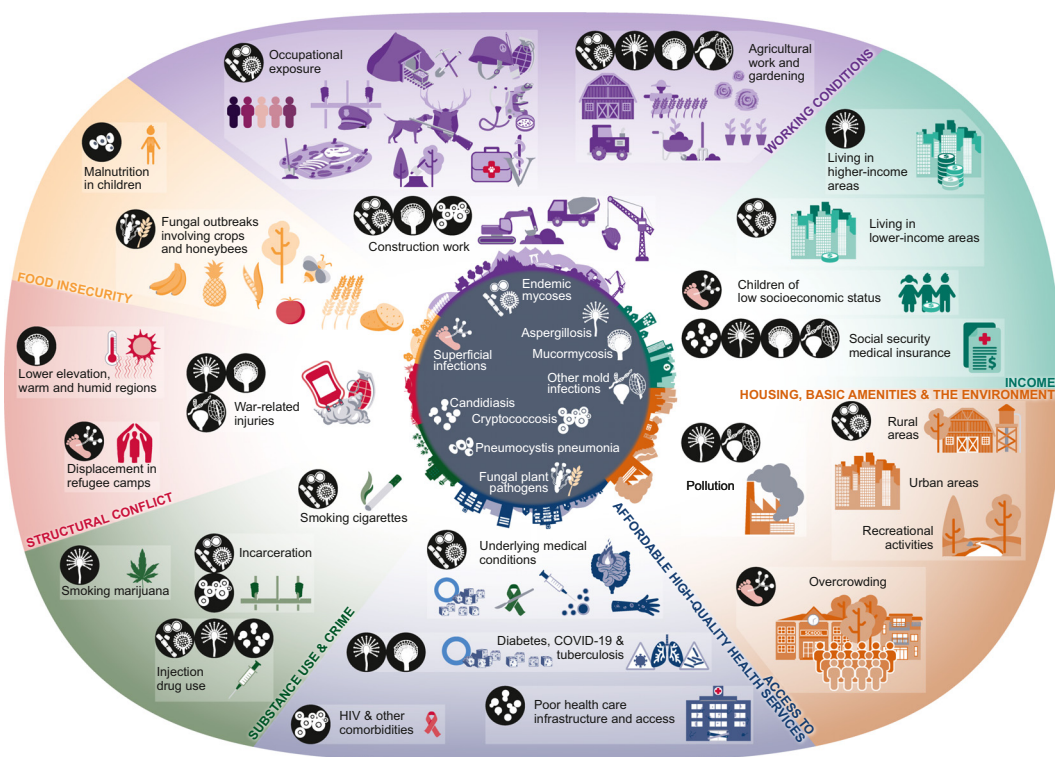 Occupational
exposure
Agricultural
work and
gardening
WORKING CONDITIONS
V
Construction work
Malnutrition
in children
Fungal outbreaks
involving crops
and honeybees
FOOD INSECURITY
Living in
higher-income
areas
Living in
lower-income areas
Children of
low socioeconomic status
Social security
medical insurance
$
INCOME
HOUSING, BASIC AMENITIES & THE ENVIRONMENT
Endemic
mycoses
Aspergillosis
Mucormycosis
Superficial
infections
Other mold
infections
Candidiasis
Cryptococcosis
Pneumocystis pneumonia
Fungal plant
pathogens
Lower elevation,
warm and humid regions
War-related
injuries
Displacement in
refugee camps
STRUCTURAL CONFLICT
Pollution
Rural
areas
Urban areas
Recreational
activities
Overcrowding
SCHOOL
Smoking cigarettes
Smoking marijuana
Incarceration
Injection
drug use
SUBSTANCE USE & CRIME
Underlying medical
conditions
Diabetes, COVID-19 &
tuberculosis
HIV & other
comorbidities
Poor health care
infrastructure and access
ACCESS TO
AFFORDABLE HIGH-QUALITY HEALTH SERVICES